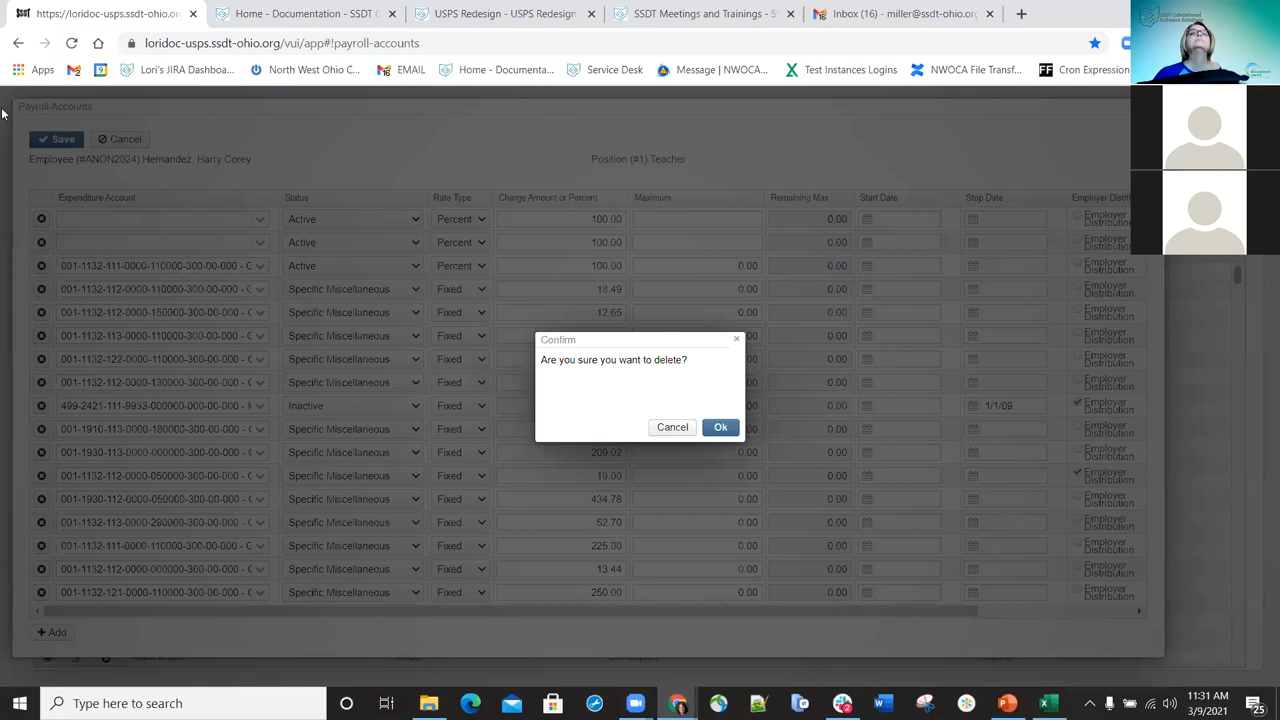 SSDT https://loridoc-vp.ups.ssdt-ohio.org Home - Documentation - SSDT USPS Redesign - SSDT Meetings and Trainings - Inbox (16) -
loridoc-vp.ups.ssdt-ohio.org/vui/app#!payroll-accounts
Apps Lori's JIRA Dashboa... North West Ohio C... EMAIL Home - Documenta... Service Desk Message | NWOCA... Test Instances Logins NWOCA File Transf... Cron Expression
Payroll Accounts
Save Cancel
Employee (#ANON2024) Hernandez, Harry Corey Position (#1) Teacher
Expenditure Account Status Rate Type Charge Amount or Percent Maximum Remaining Max Start Date Stop Date Employer Distri
Active Percent 100.00 0.00 Employer Distribution
Active Percent 100.00 0.00 Employer Distribution
001-1132-111-0000-110000-300-00-000 - Active Percent 100.00 0.00 0.00 Employer Distribution
001-1132-112-0000-110000-300-00-000 - Specific Miscellaneous Fixed 18.49 0.00 0.00 Employer Distribution
001-1132-112-0000-150000-300-00-000 - Specific Miscellaneous Fixed 12.65 0.00 0.00 Employer Distribution
001-1132-113-0000-110000-300-00-000 - Specific Miscellaneous Fixed 0.00 Employer Distribution
001-1132-122-0000-110000-300-00-000 - Specific Miscellaneous Fixed 0.00 Employer Distribution
001-1132-112-0000-130000-300-00-000 - Specific Miscellaneous Fixed 0.00 Employer Distribution
499-2421-111-9933-000000-000-00-000 - Inactive Fixed 0.00 1/1/09 Employer Distribution
001-1910-113-0000-180000-300-00-000 - Specific Miscellaneous Fixed 0.00 Employer Distribution
001-1930-113-0000-050000-300-00-000 - Specific Miscellaneous Fixed 209.02 0.00 0.00 Employer Distribution
001-1132-112-0000-050000-300-00-000 - Specific Miscellaneous Fixed 19.00 0.00 0.00 Employer Distribution
001-1930-112-0000-050000-300-00-000 - Specific Miscellaneous Fixed 434.78 0.00 0.00 Employer Distribution
001-1132-113-0000-290000-300-00-000 - Specific Miscellaneous Fixed 52.70 0.00 0.00 Employer Distribution
001-1132-111-0000-110000-300-00-000 - Specific Miscellaneous Fixed 225.00 0.00 0.00 Employer Distribution
001-1132-112-0000-000000-300-00-000 - Specific Miscellaneous Fixed 13.44 0.00 0.00 Employer Distribution
001-1132-121-0000-110000-300-00-000 - Specific Miscellaneous Fixed 250.00 0.00 0.00 Employer Distribution
Confirm
Are you sure you want to delete?
Cancel Ok
Add
Type here to search
11:31 AM
3/9/2021
25